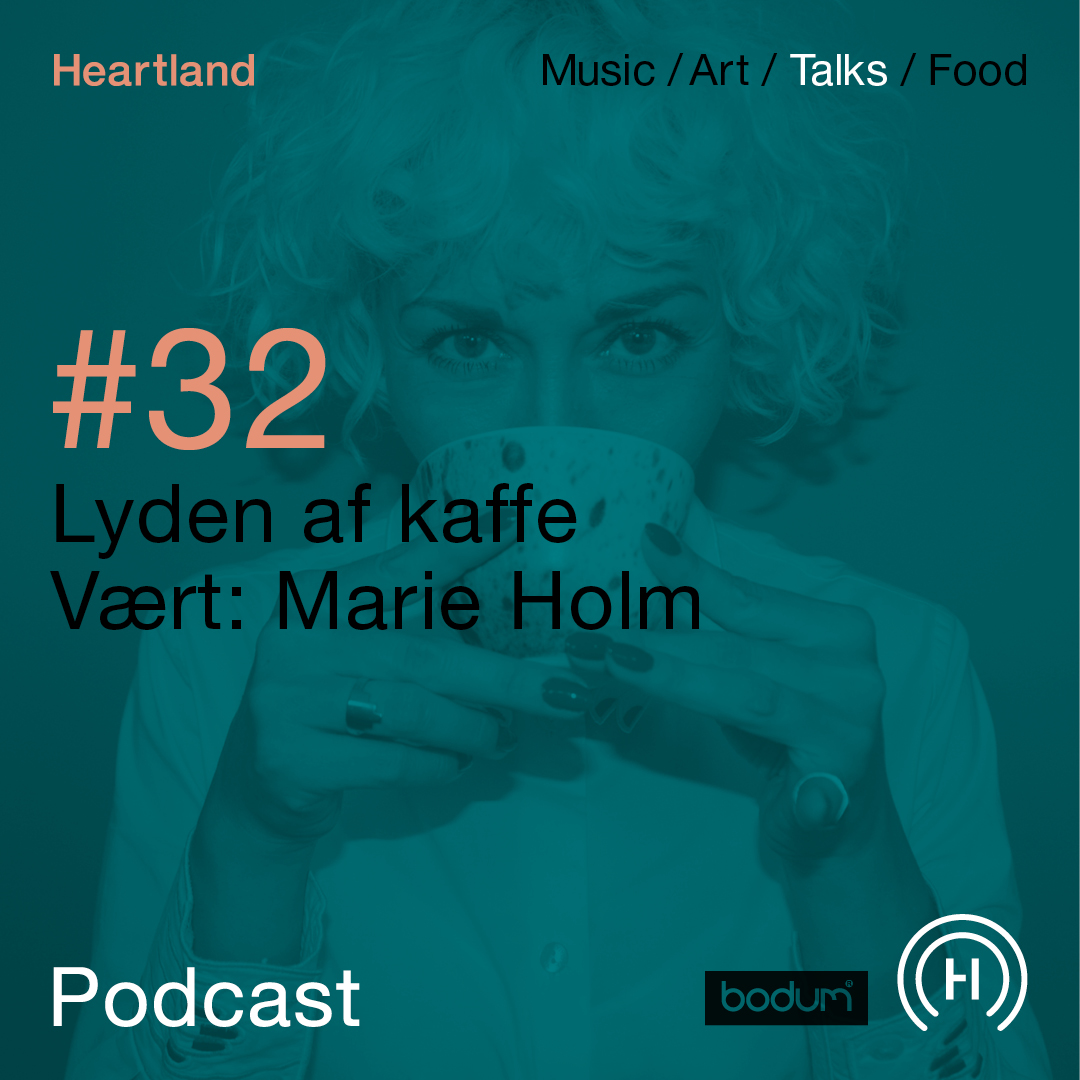 Heartland
Music / Art / Talks / Food
#32
Lyden af kaffe
Vært: Marie Holm
Podcast
bodum®
H